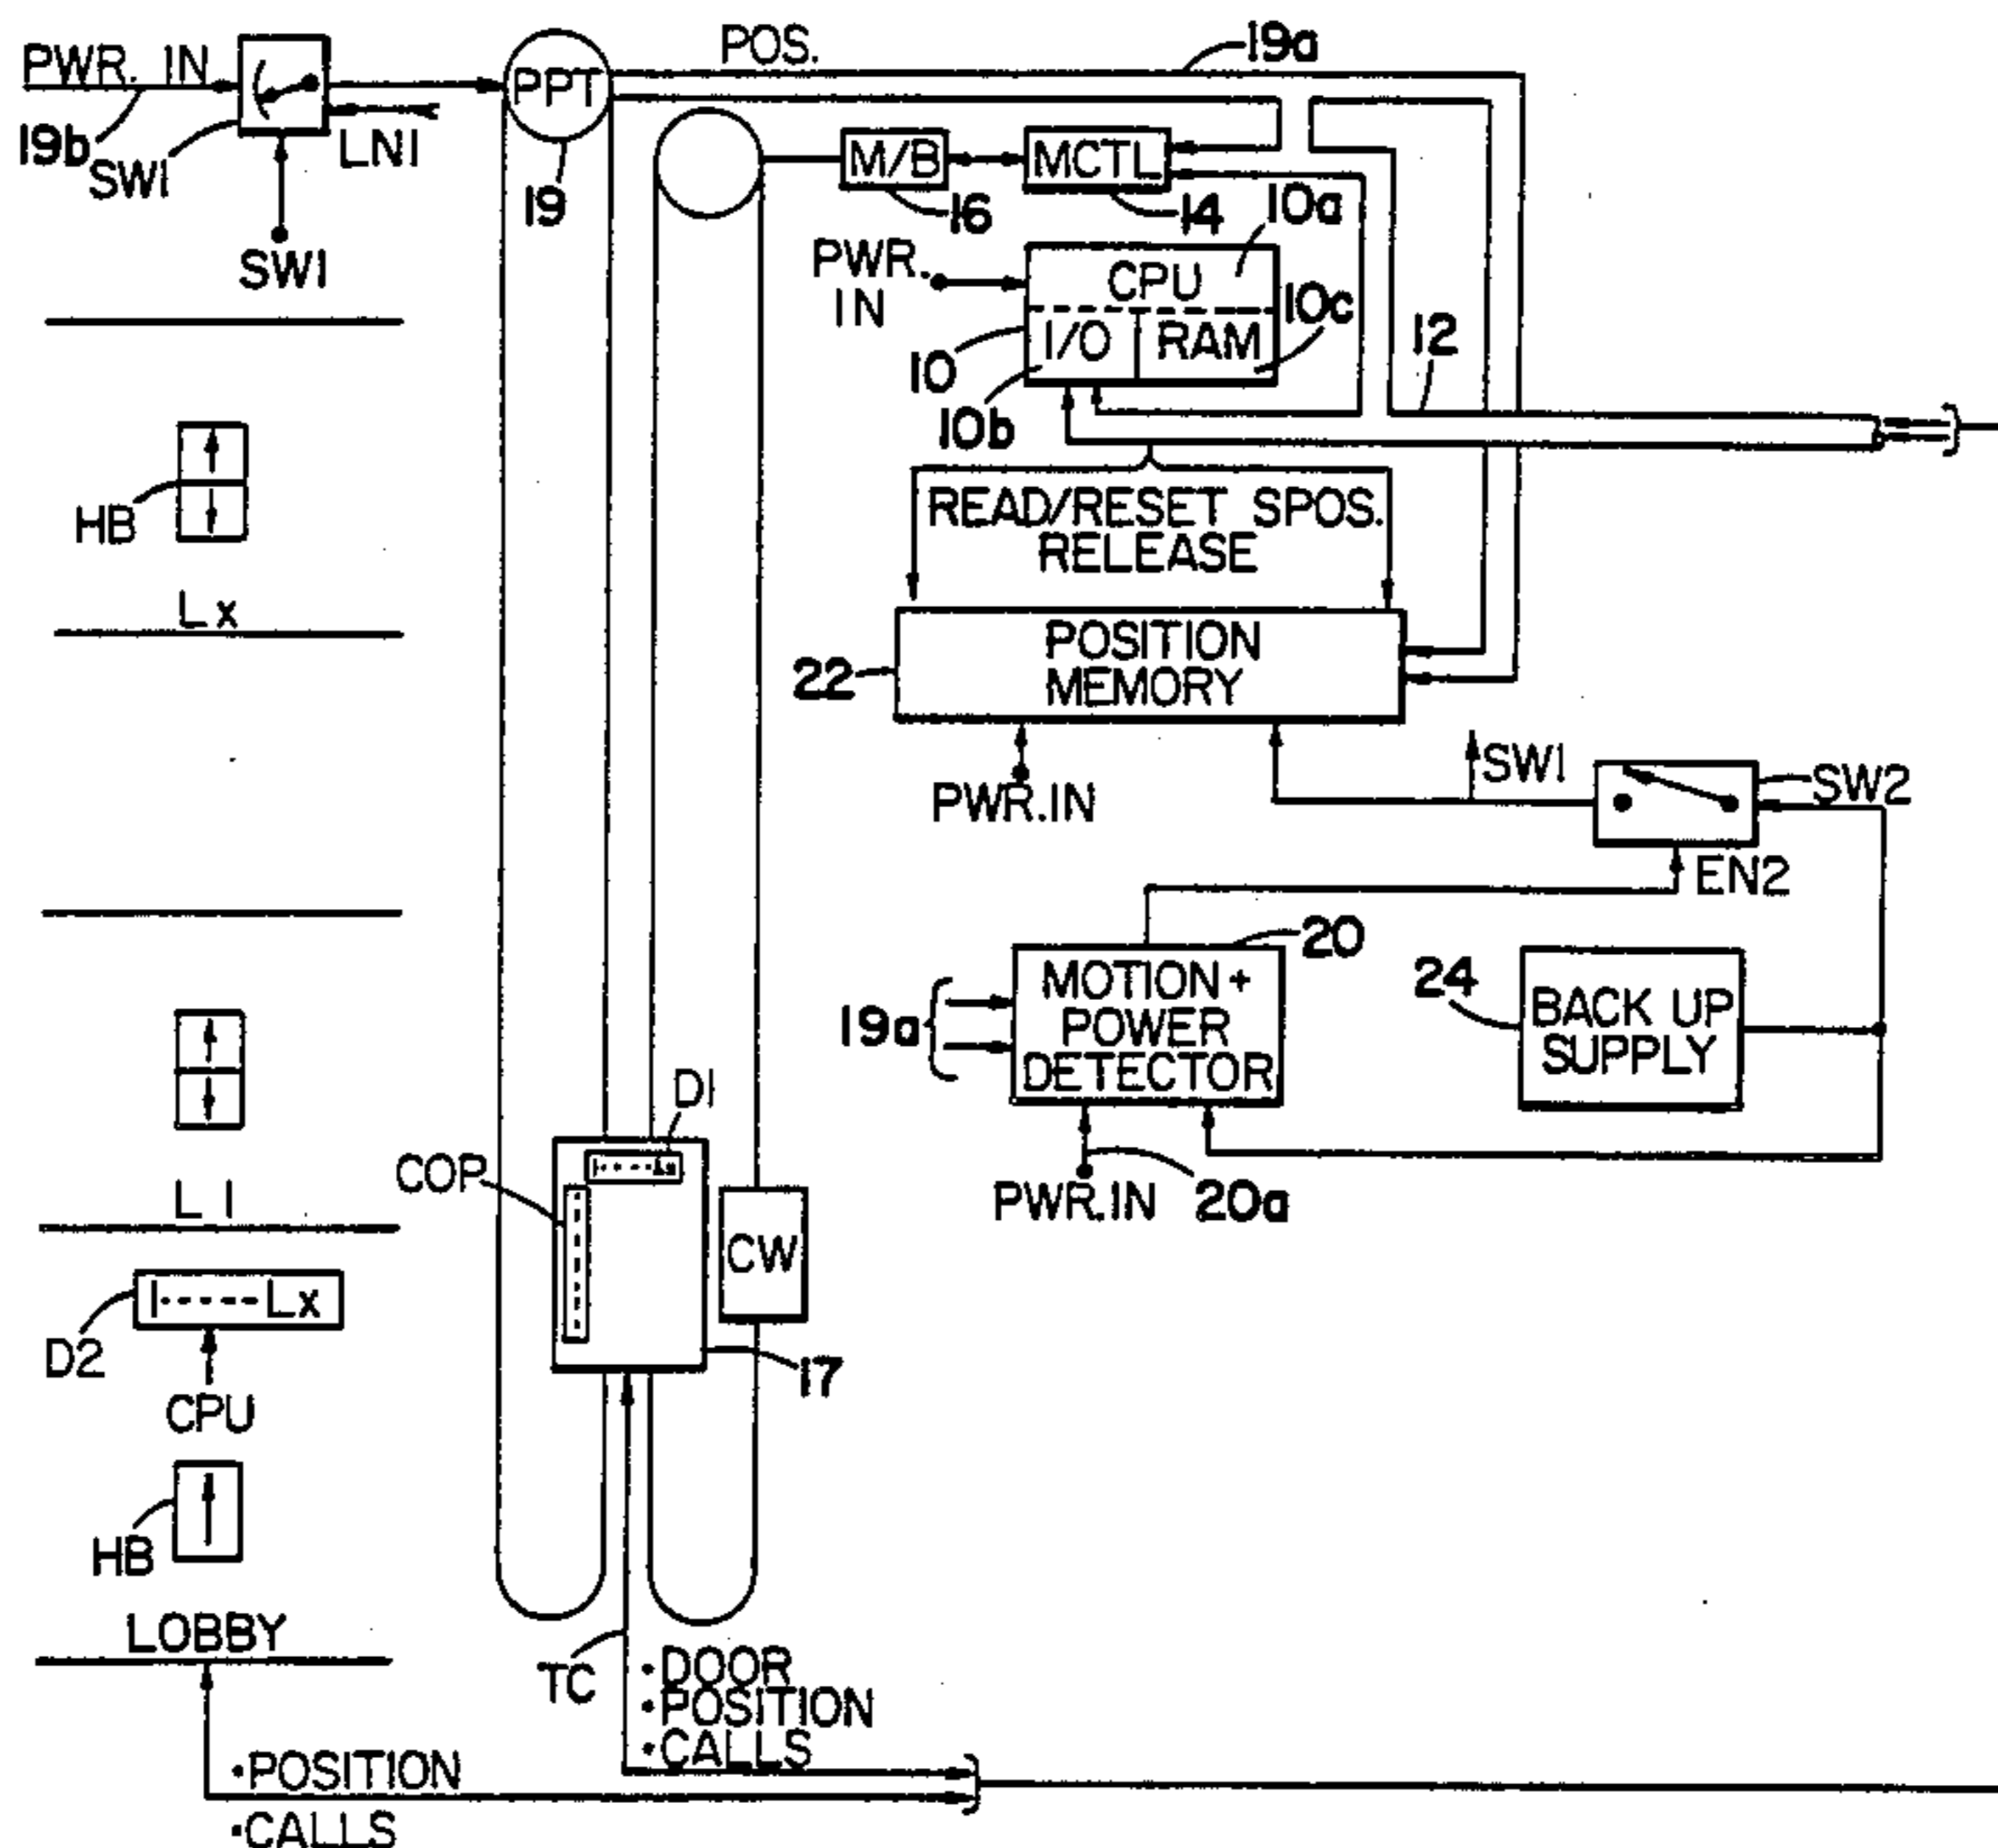 PWR. IN
19b
SW1
LN1
SW1
PPT
19
POS.
19a
M/B
16
MCTL
14
PWR.
IN
CPU
10a
I/O
RAM
10c
10
10b
12
HB
Lx
READ/RESET SPOS.
RELEASE
POSITION
MEMORY
22
PWR.IN
SW1
SW2
EN2
20
MOTION +
POWER
DETECTOR
19a
24
BACK UP
SUPPLY
PWR.IN
20a
D1
1-----Lx
COP
L1
CW
17
D2
1-----Lx
CPU
HB
LOBBY
TC
•DOOR
•POSITION
•CALLS
•POSITION
•CALLS